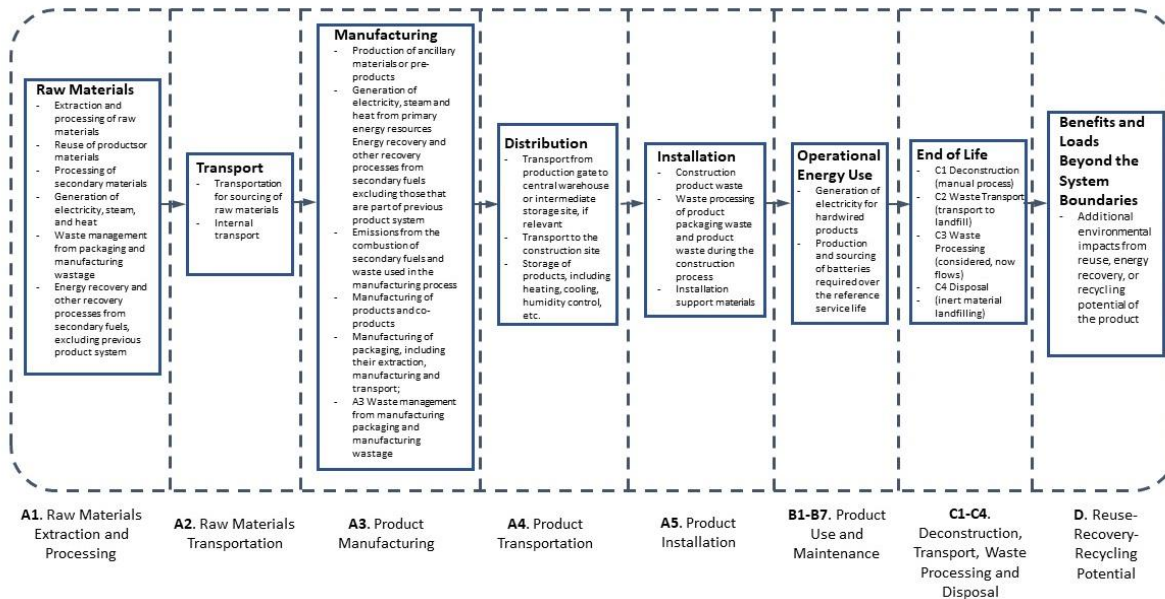 Raw Materials
- Extraction and
processing of raw
materials
- Reuse of productsor
materials
- Processing of
secondary materials
- Generation of
electricity, steam,
and heat
- Waste management
from packaging and
manufacturing
wastage
- Energy recovery and
other recovery
processes from
secondary fuels,
excluding previous
product system
Transport
- Transportation
for sourcing of
raw materials
- Internal
transport
Manufacturing
- Production of ancillary
materials or pre-
products
- Generation of
electricity, steam and
heat from primary
energy resources
Energy recovery and
other recovery
processes from
secondary fuels
excluding those that
are part of previous
product system
- Emissions from the
combustion of
secondary fuels and
waste used in the
manufacturing process
- Manufacturing of
products and co-
products
- Manufacturing of
packaging, including
their extraction,
manufacturing and
transport;
- A3 Waste management
from manufacturing
packaging and
manufacturing
wastage
Distribution
- Transport from
production gate to
central warehouse
or intermediate
storage site, if
relevant
- Transport to the
construction site
- Storage of
products, including
heating, cooling,
humidity control,
etc.
Installation
- Construction
product waste
- Waste processing of
product
packaging waste
and product
waste during the
construction
process
- Installation
support materials
Operational
Energy Use
- Generation of
electricity for
hardwired
products
- Production
and sourcing
of batteries
required over
the reference
service life
End of Life
- C1 Deconstruction
(manual process)
- C2 Waste Transport
(transport to
landfill)
- C3 Waste
Processing
(considered, now
flows)
- C4 Disposal
- (inert material
landfilling)
Benefits and
Loads
Beyond the
System
Boundaries
- Additional
environmental
impacts from
reuse, energy
recovery, or
recycling
potential of
the product
A1. Raw Materials
Extraction and
Processing
A2. Raw Materials
Transportation
A3. Product
Manufacturing
A4. Product
Transportation
A5. Product
Installation
B1-B7. Product
Use and
Maintenance
C1-C4.
Deconstruction,
Transport, Waste
Processing and
Disposal
D. Reuse-
Recovery-
Recycling
Potential